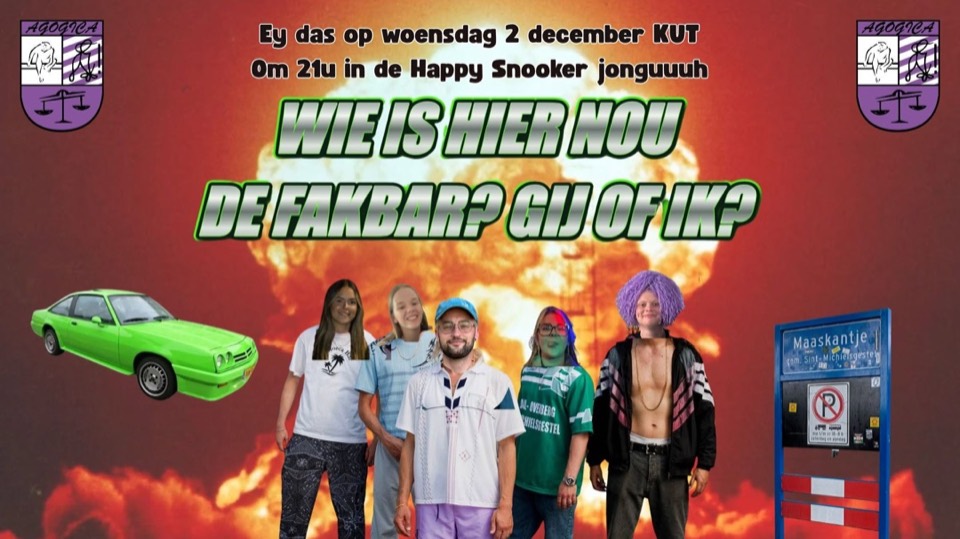 AGOGICA
AGOGICA
Ey das op woensdag 2 december KUT
Om 21u in de Happy Snooker jonguuuh
WIE IS HIER NOU
DE FAKBAR? GIJ OF IK?
Maaskantje
gem. Sint-Michielsgestel